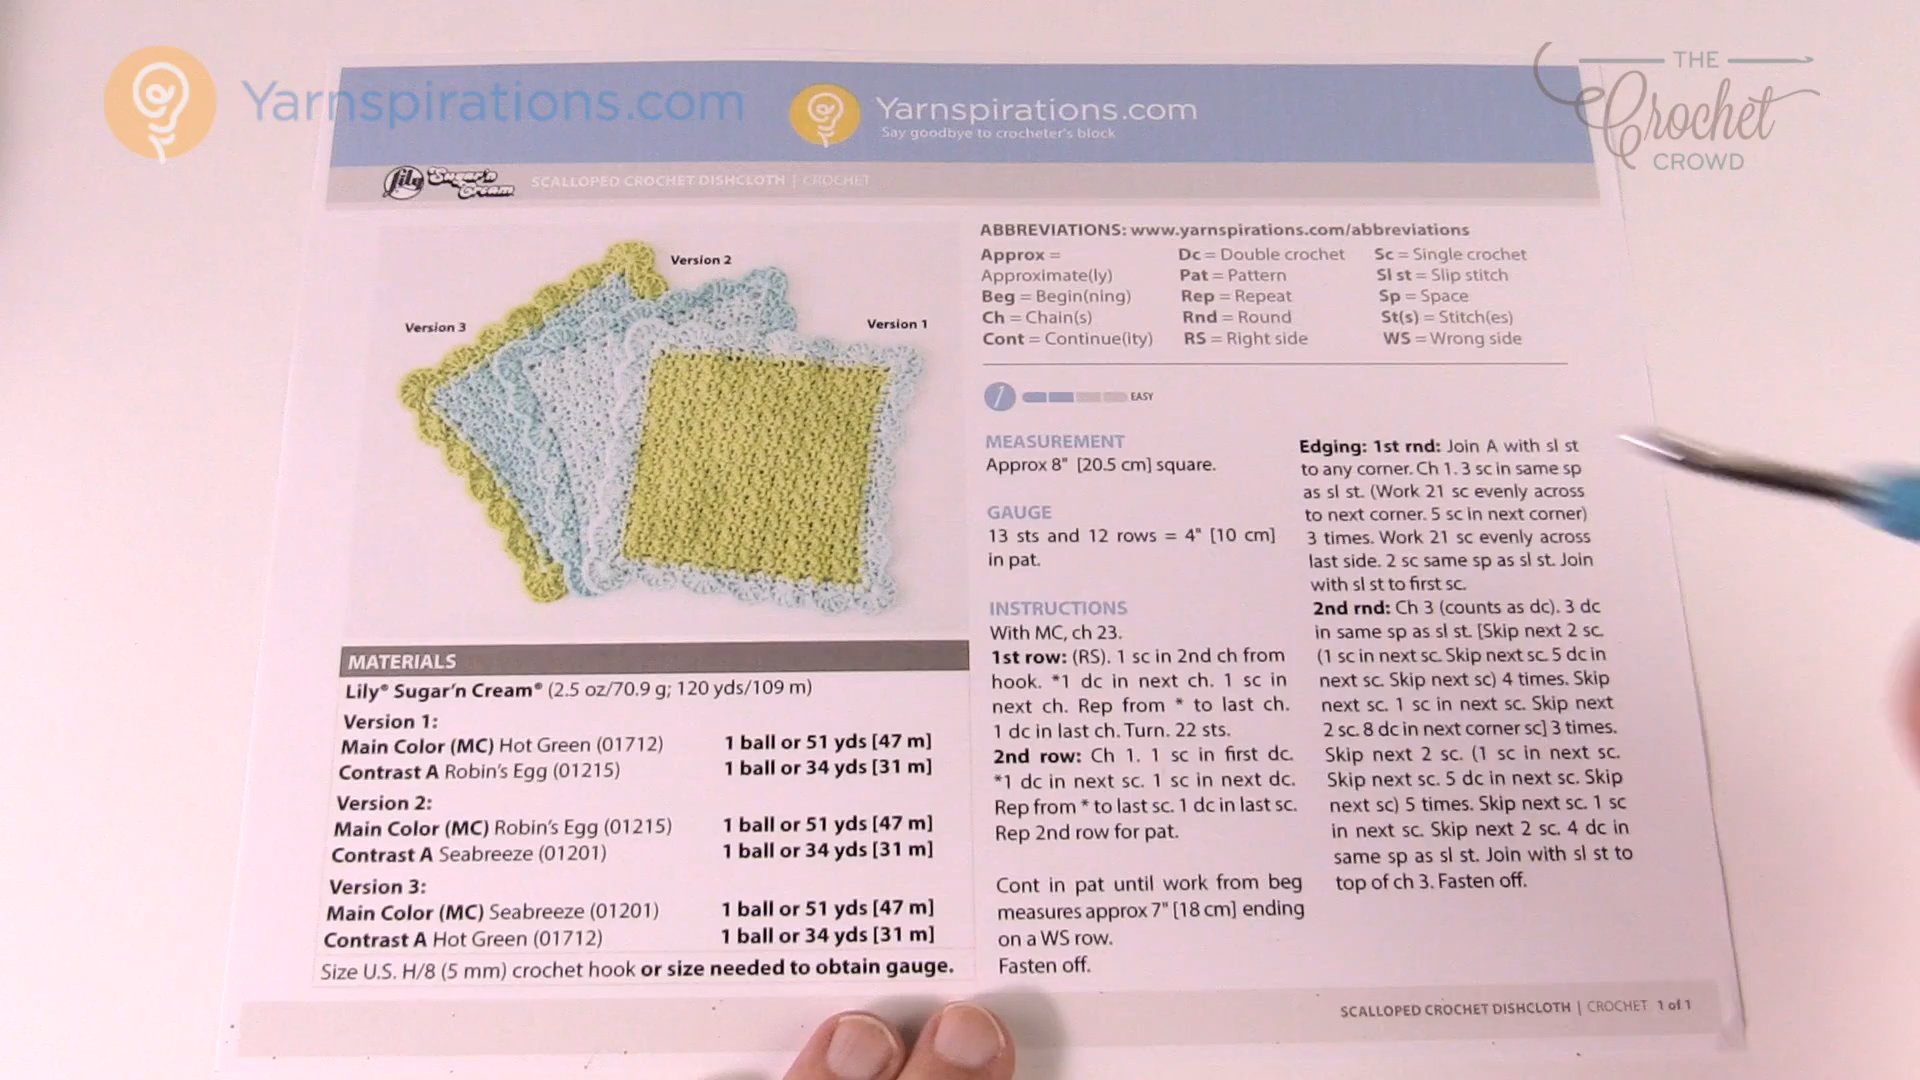 Yarnspirations.com
THE
Crochet
CROWD
Yarnspirations.com
Say goodbye to crocheter's block
Lily Sugar'n Cream
SCALLOPED CROCHET DISHCLOTH | CROCHET
Version 2
Version 3
Version 1
MATERIALS
Lily® Sugar'n Cream® (2.5 oz/70.9 g; 120 yds/109 m)
Version 1:
Main Color (MC) Hot Green (01712) 1 ball or 51 yds [47 m]
Contrast A Robin's Egg (01215) 1 ball or 34 yds [31 m]
Version 2:
Main Color (MC) Robin's Egg (01215) 1 ball or 51 yds [47 m]
Contrast A Seabreeze (01201) 1 ball or 34 yds [31 m]
Version 3:
Main Color (MC) Seabreeze (01201) 1 ball or 51 yds [47 m]
Contrast A Hot Green (01712) 1 ball or 34 yds [31 m]
Size U.S. H/8 (5 mm) crochet hook or size needed to obtain gauge.
ABBREVIATIONS: www.yarnspirations.com/abbreviations
Approx =
Approximate(ly)
Beg = Begin(ning)
Ch = Chain(s)
Cont = Continue(ity)
Dc = Double crochet
Pat = Pattern
Rep = Repeat
Rnd = Round
RS = Right side
Sc = Single crochet
Sl st = Slip stitch
Sp = Space
St(s) = Stitch(es)
WS = Wrong side
EASY
MEASUREMENT
Approx 8" [20.5 cm] square.
GAUGE
13 sts and 12 rows = 4" [10 cm]
in pat.
INSTRUCTIONS
With MC, ch 23.
1st row: (RS). 1 sc in 2nd ch from
hook. *1 dc in next ch. 1 sc in
next ch. Rep from * to last ch.
1 dc in last ch. Turn. 22 sts.
2nd row: Ch 1. 1 sc in first dc.
*1 dc in next sc. 1 sc in next dc.
Rep from * to last sc. 1 dc in last sc.
Rep 2nd row for pat.
Cont in pat until work from beg
measures approx 7" [18 cm] ending
on a WS row.
Fasten off.
Edging: 1st rnd: Join A with sl st
to any corner. Ch 1. 3 sc in same sp
as sl st. (Work 21 sc evenly across
to next corner. 5 sc in next corner)
3 times. Work 21 sc evenly across
last side. 2 sc same sp as sl st. Join
with sl st to first sc.
2nd rnd: Ch 3 (counts as dc). 3 dc
in same sp as sl st. [Skip next 2 sc.
(1 sc in next sc. Skip next sc. 5 dc in
next sc. Skip next sc) 4 times. Skip
next sc. 1 sc in next sc. Skip next
2 sc. 8 dc in next corner sc] 3 times.
Skip next 2 sc. (1 sc in next sc.
Skip next sc. 5 dc in next sc. Skip
next sc) 5 times. Skip next sc. 1 sc
in next sc. Skip next 2 sc. 4 dc in
same sp as sl st. Join with sl st to
top of ch 3. Fasten off.
SCALLOPED CROCHET DISHCLOTH | CROCHET 1 of 1